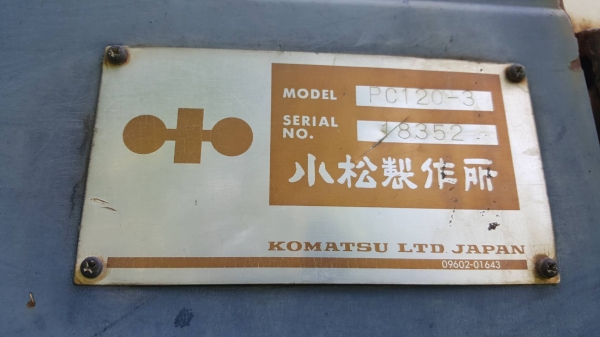 MODEL PC120-3
SERIAL NO. 18352
小松製作所
KOMATSU LTD JAPAN
09602-01643